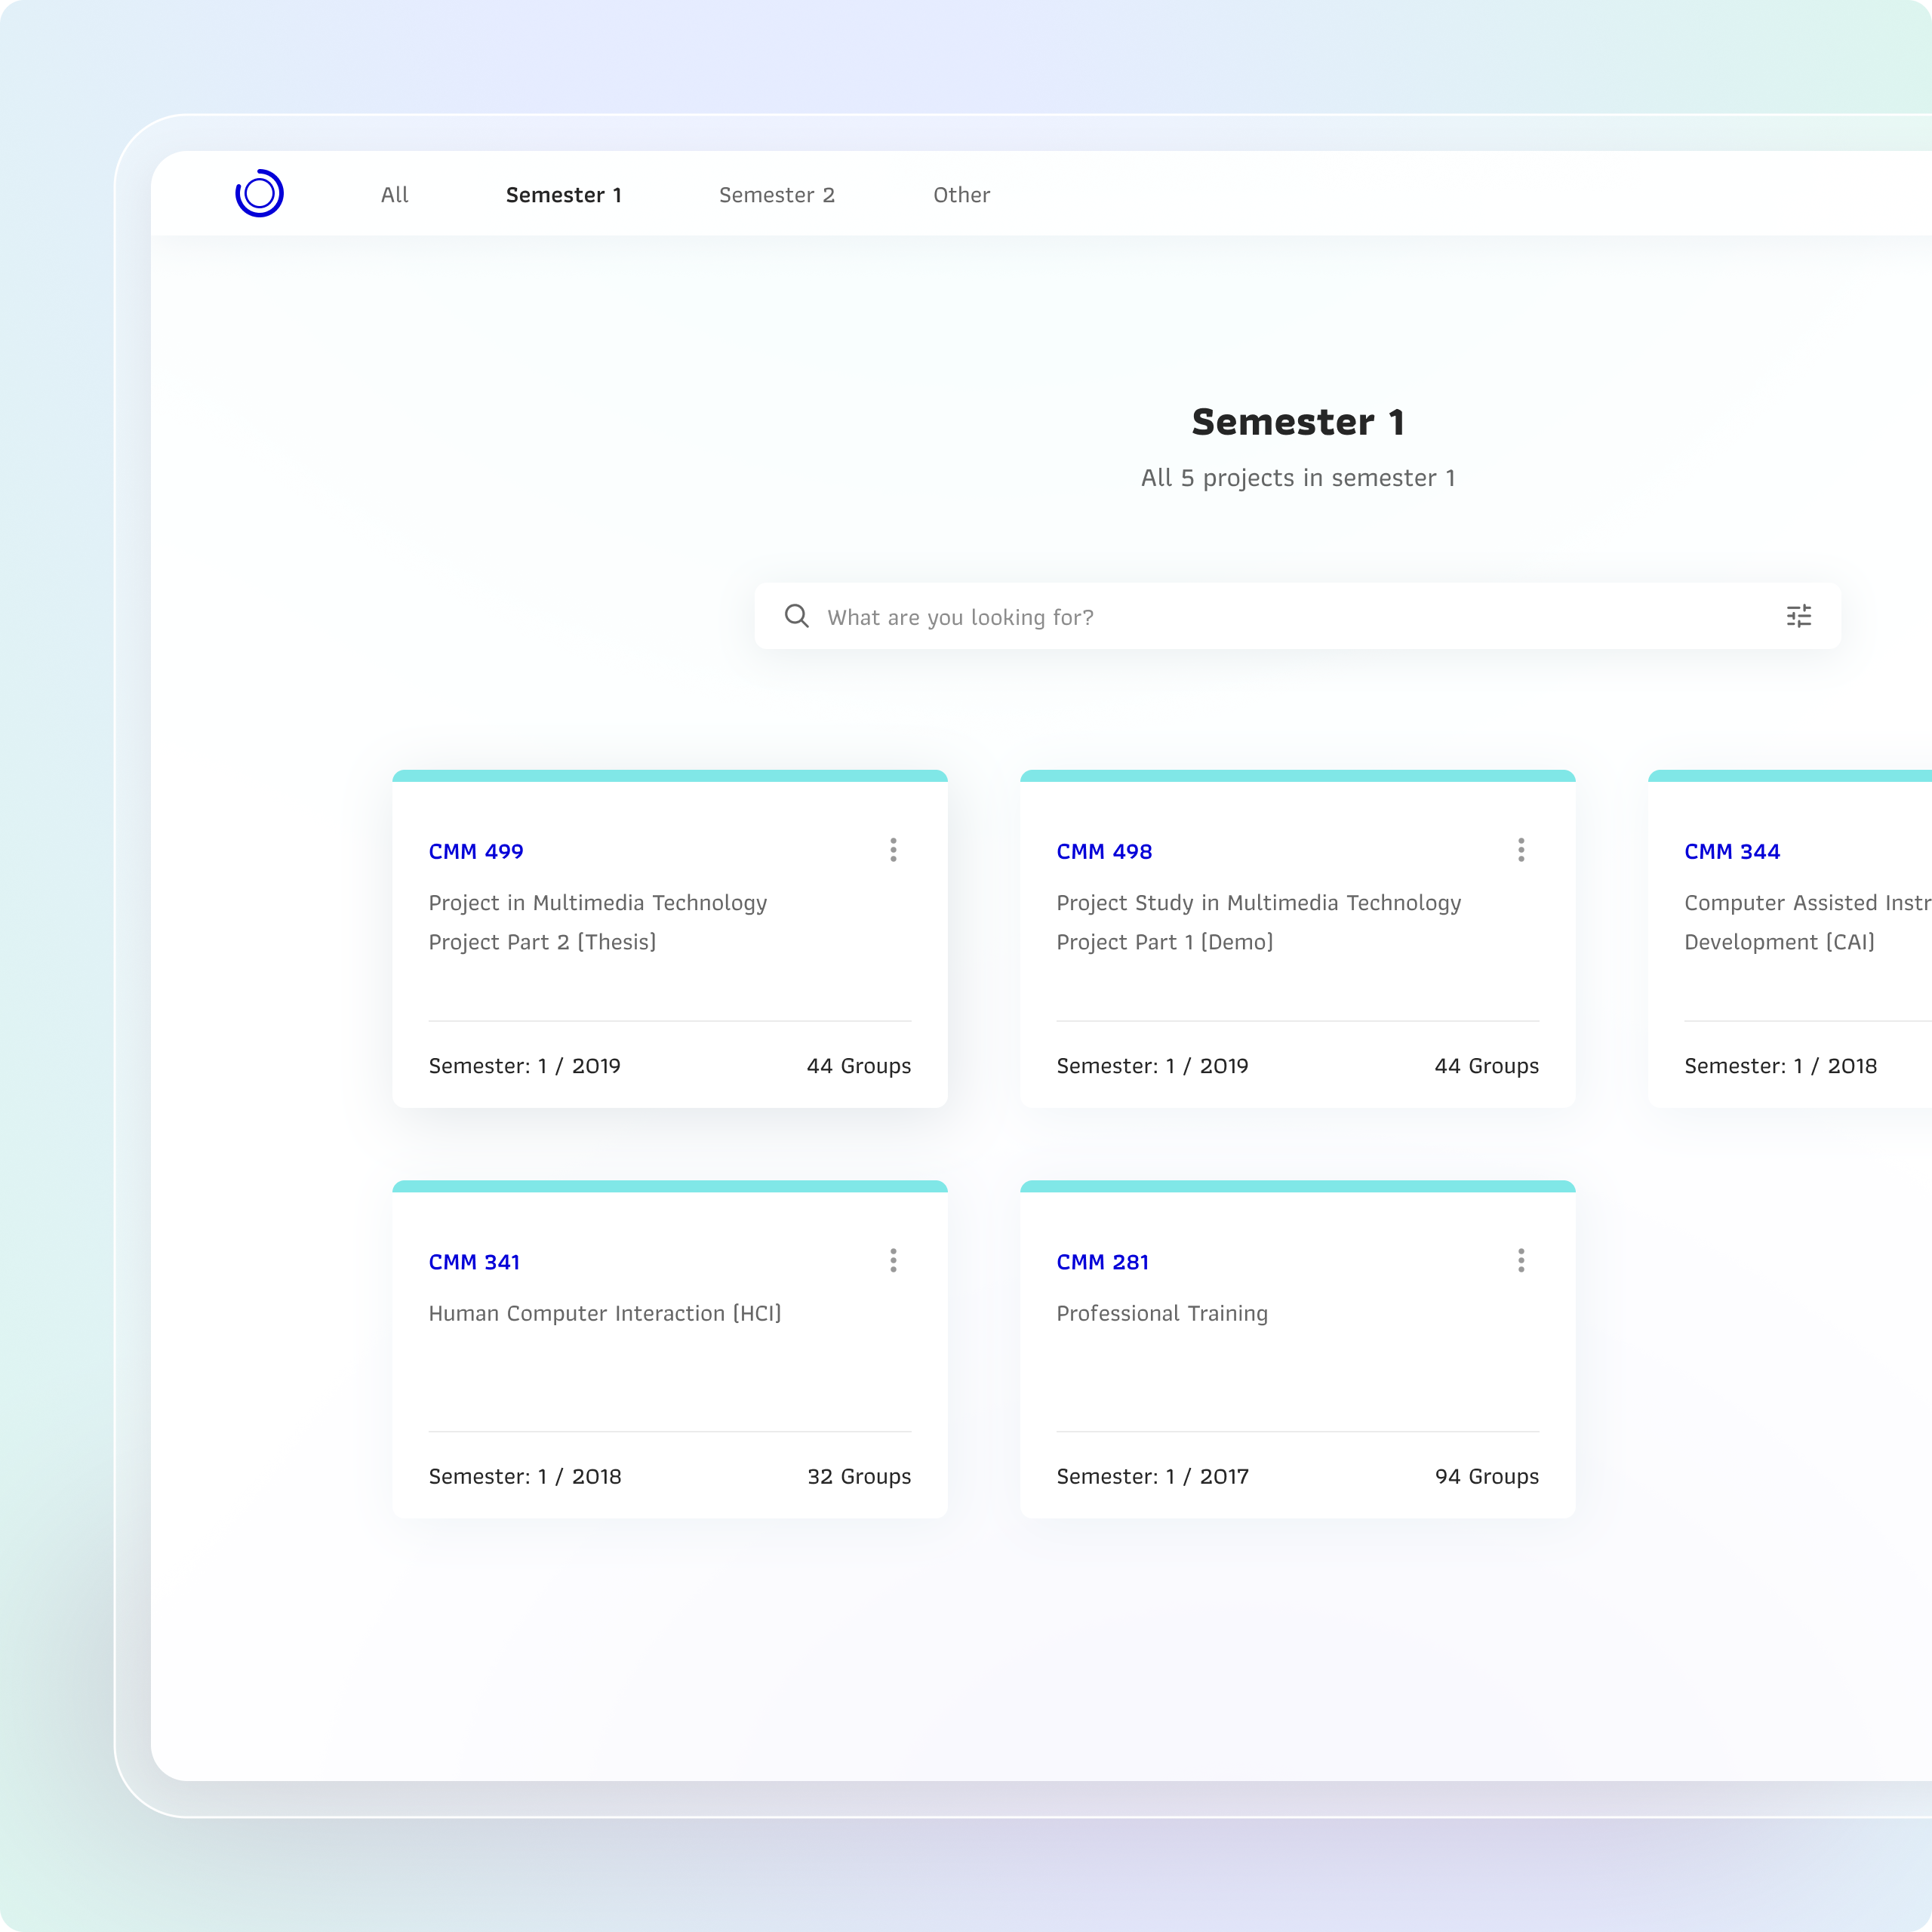 All Semester 1 Semester 2 Other
Semester 1
All 5 projects in semester 1
What are you looking for?
CMM 499
Project in Multimedia Technology
Project Part 2 (Thesis)
Semester: 1 / 2019 44 Groups
CMM 498
Project Study in Multimedia Technology
Project Part 1 (Demo)
Semester: 1 / 2019 44 Groups
CMM 344
Computer Assisted
Development (CAI)
Semester: 1 / 2018
CMM 341
Human Computer Interaction (HCI)
Semester: 1 / 2018 32 Groups
CMM 281
Professional Training
Semester: 1 / 2017 94 Groups